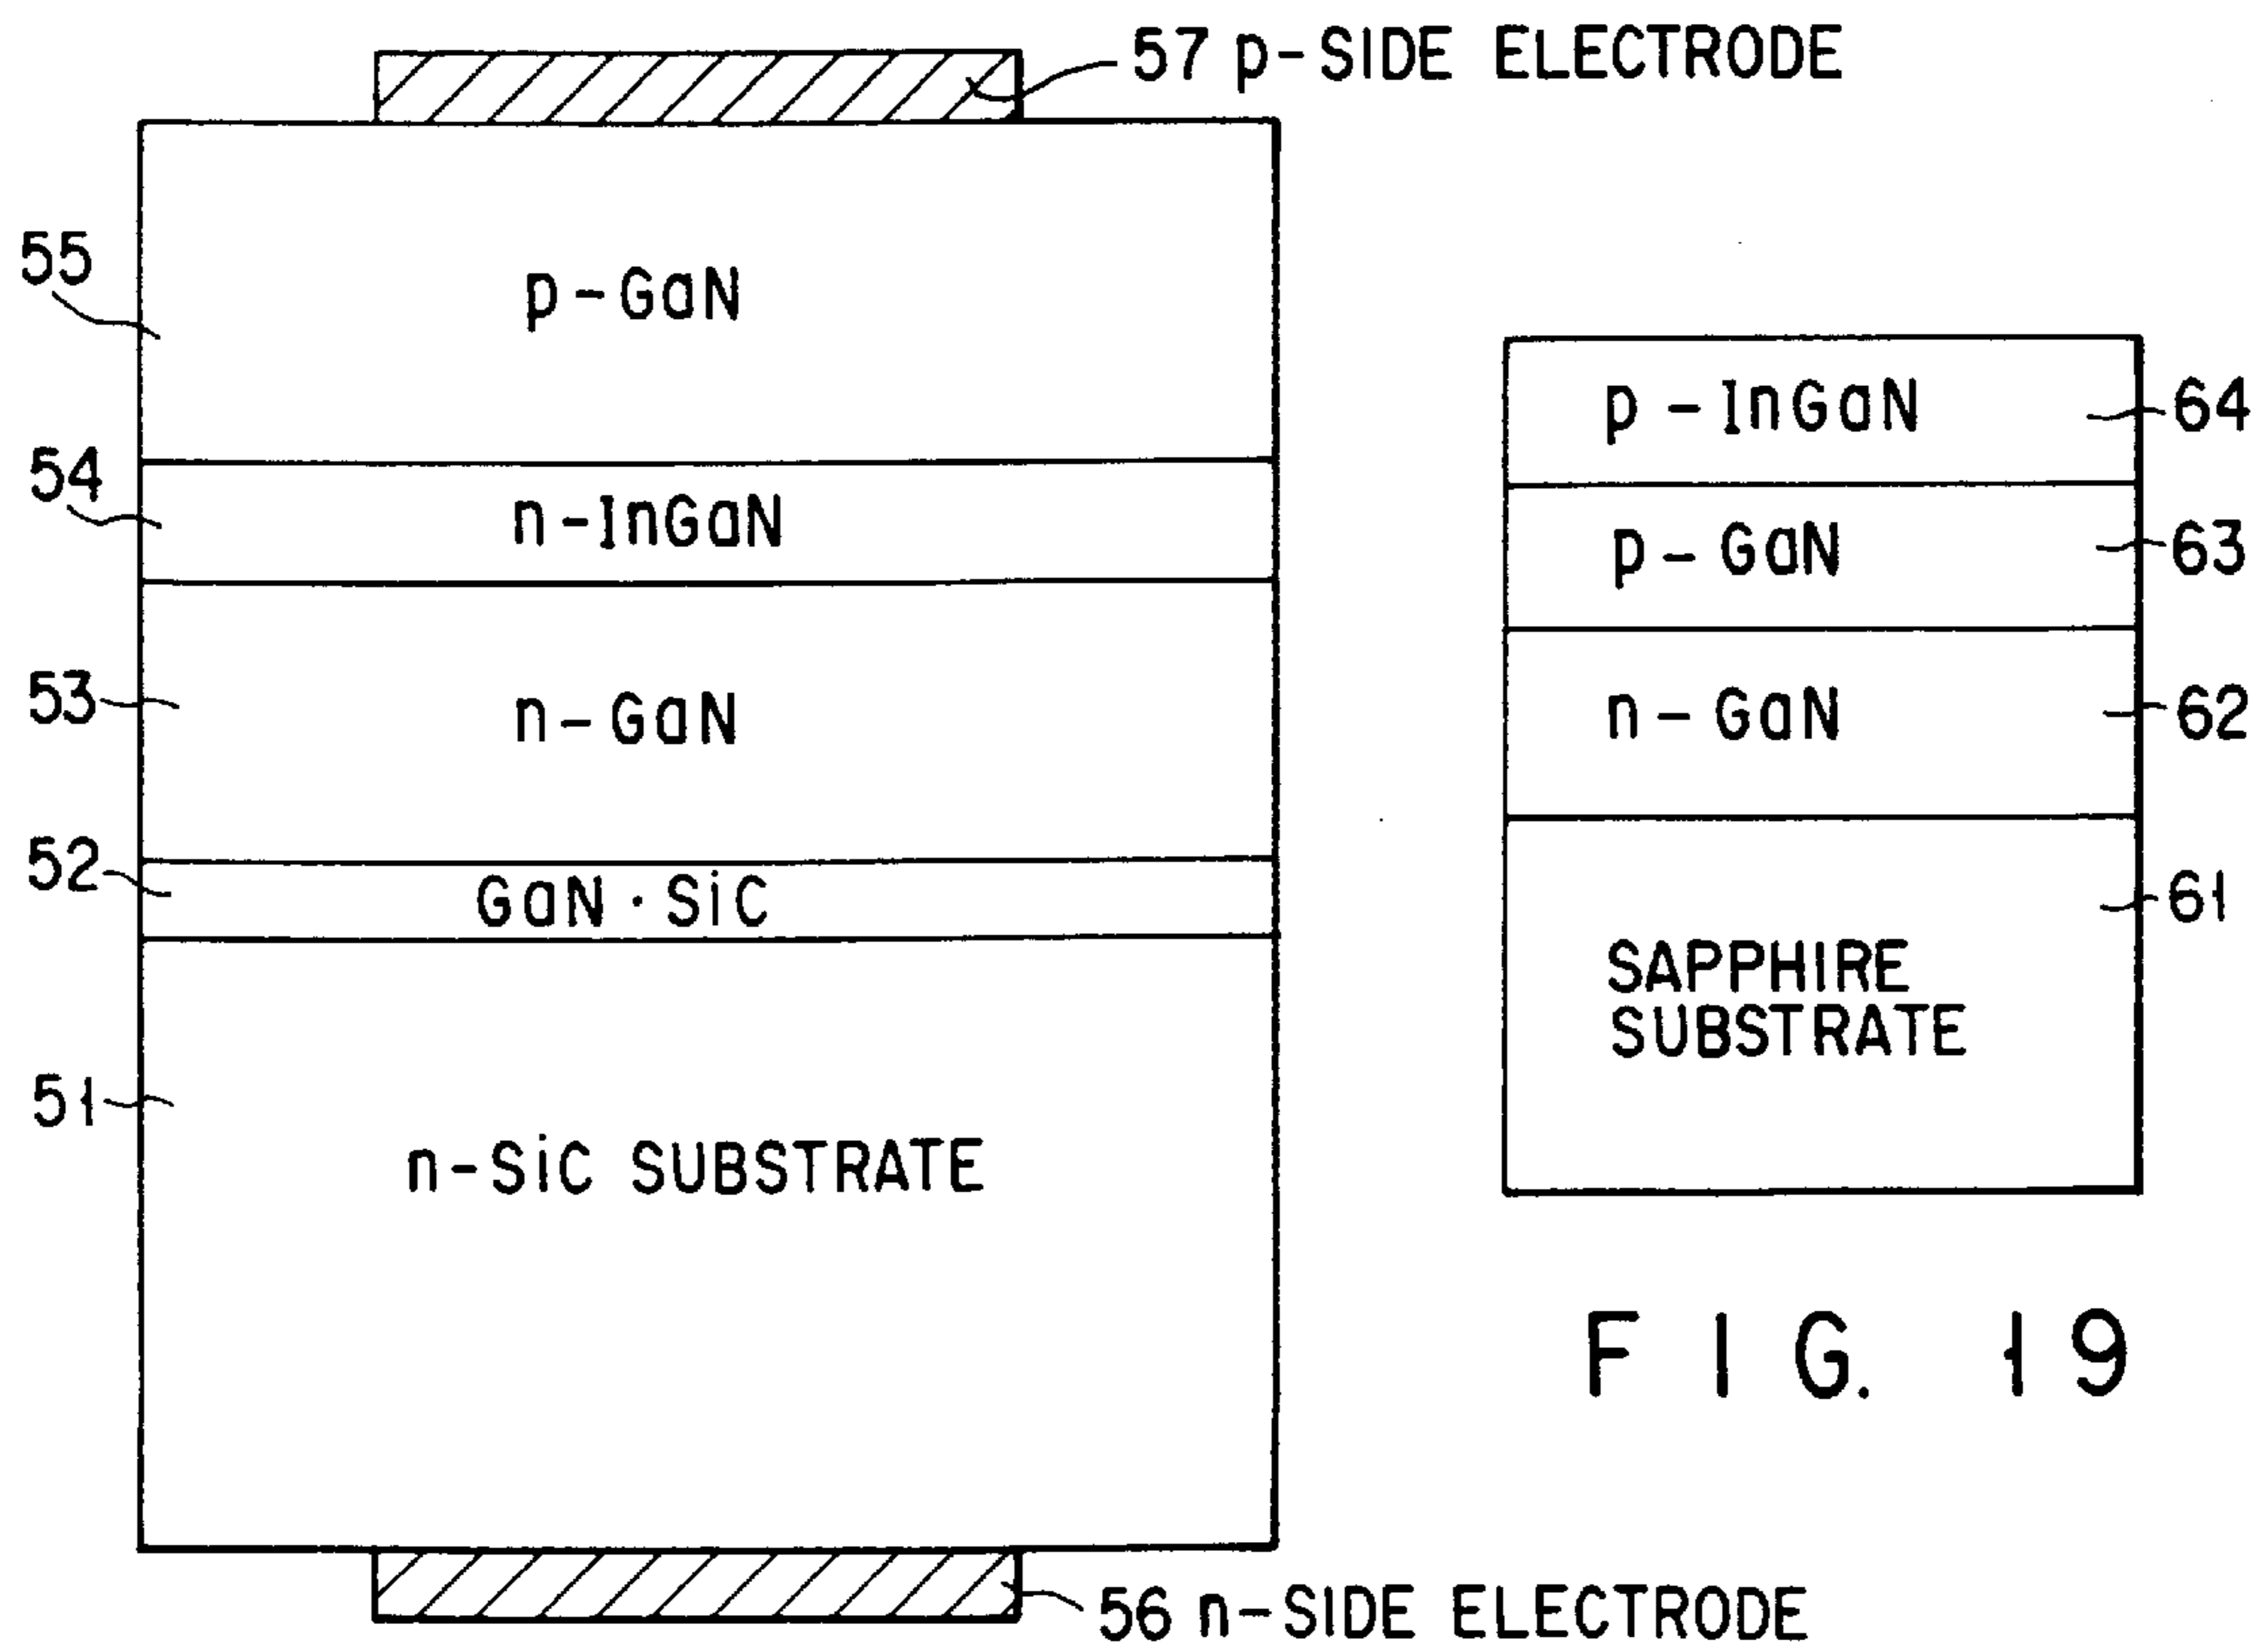 57 p-SIDE ELECTRODE
55
p-GaN
54
n-InGaN
53
n-GaN
52
GaN·SiC
51
n-SiC SUBSTRATE
56 n-SIDE ELECTRODE
p-InGaN
64
p-GaN
63
n-GaN
62
61
SAPPHIRE
SUBSTRATE
FIG. 19